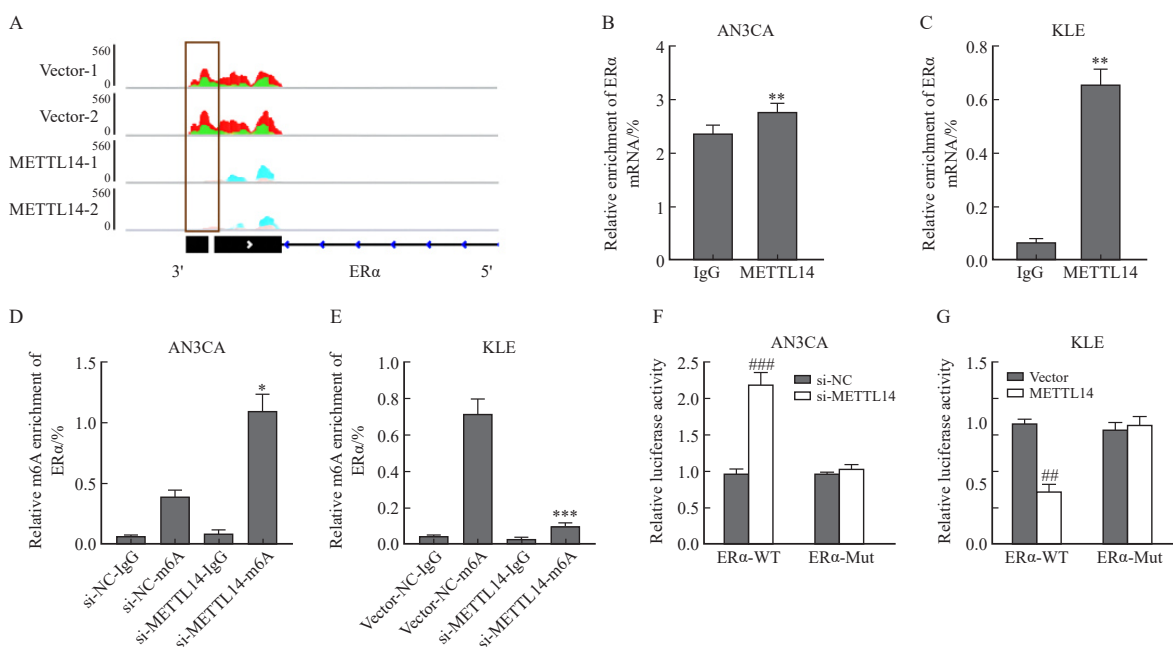 A
560
Vector-1
0
560
Vector-2
0
560
METTL14-1
0
560
METTL14-2
0
3'
ERα
5'
B
AN3CA
Relative enrichment of ERα
mRNA/%
4
3
2
1
0
**
IgG
METTL14
C
KLE
Relative enrichment of ERα
mRNA/%
0.8
0.6
0.4
0.2
0.0
**
IgG
METTL14
D
AN3CA
Relative m6A enrichment of
ERα/%
1.5
1.0
0.5
0.0
*
si-NC-IgG
si-NC-m6A
si-METTL14-IgG
si-METTL14-m6A
E
KLE
Relative m6A enrichment of
ERα/%
1.0
0.8
0.6
0.4
0.2
0.0
***
Vector-NC-IgG
Vector-NC-m6A
si-METTL14-IgG
si-METTL14-m6A
F
AN3CA
Relative luciferase activity
2.5
2.0
1.5
1.0
0.5
0.0
###
si-NC
si-METTL14
ERα-WT
ERα-Mut
G
KLE
Relative luciferase activity
1.5
1.0
0.5
0.0
Vector
METTL14
##
ERα-WT
ERα-Mut